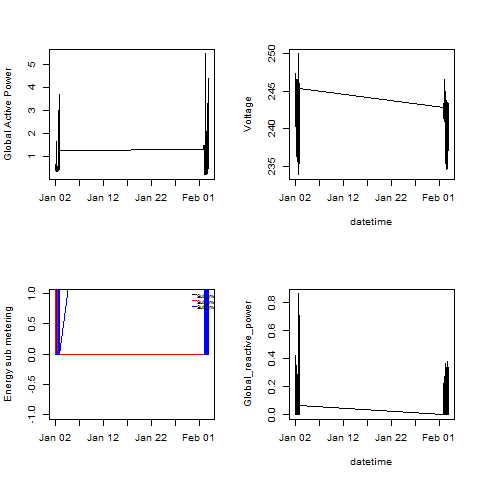 Global Active Power
5
4
3
2
1
Jan 02 Jan 12 Jan 22 Feb 01
Voltage
250
245
240
235
Jan 02 Jan 12 Jan 22 Feb 01
datetime
Energy sub metering
1.0
0.5
0.0
-0.5
-1.0
Jan 02 Jan 12 Jan 22 Feb 01
Global_reactive_power
0.8
0.6
0.4
0.2
0.0
Jan 02 Jan 12 Jan 22 Feb 01
datetime